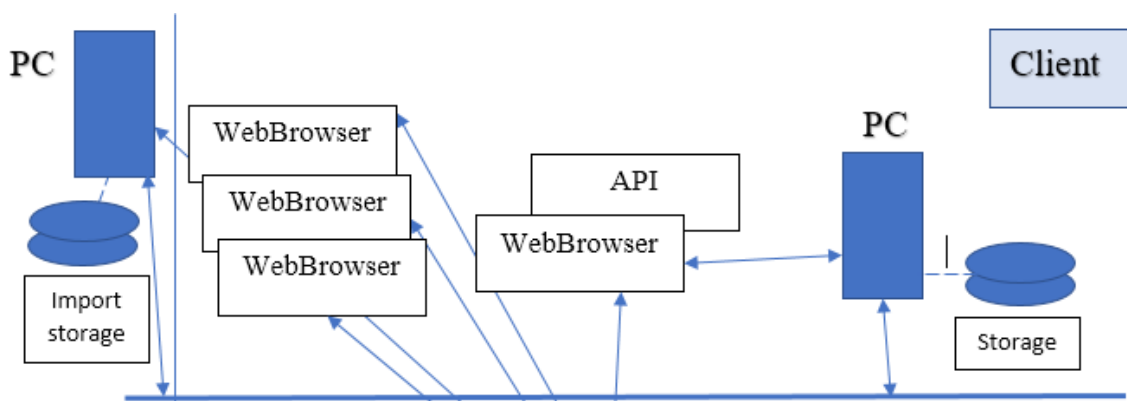 PC
Client
WebBrowser
PC
API
WebBrowser
WebBrowser
WebBrowser
Import
storage
Storage